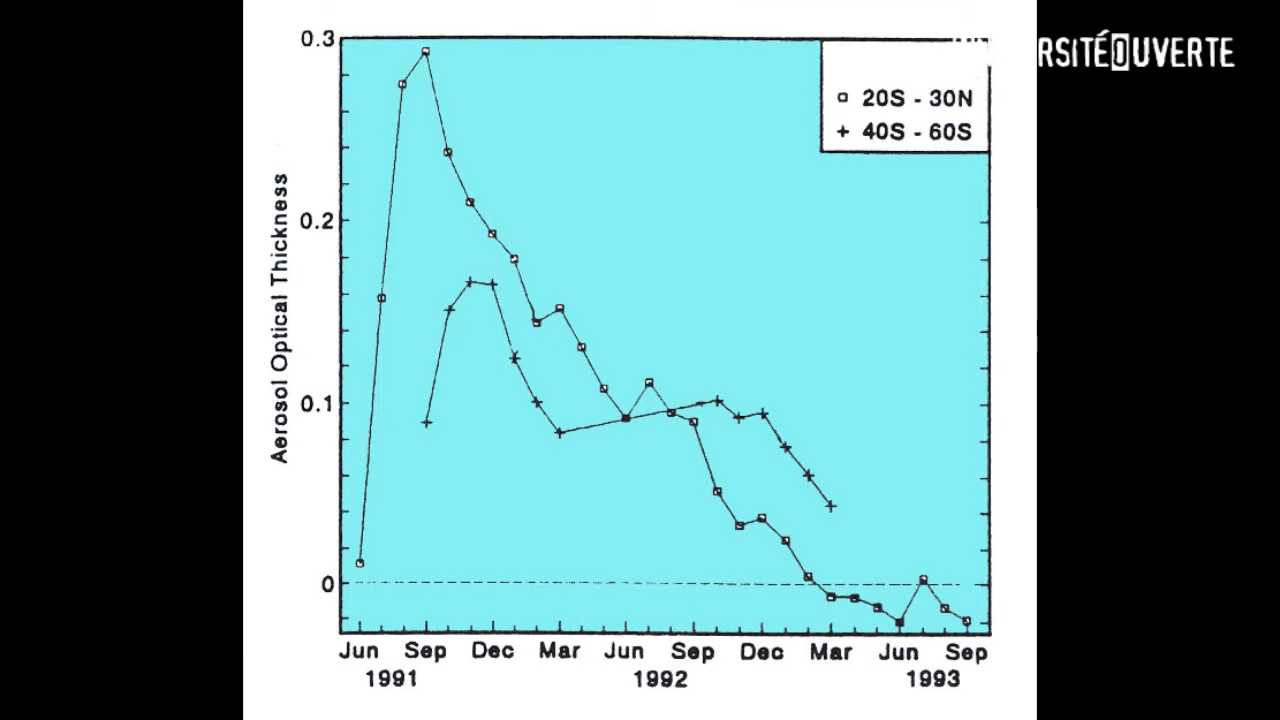 RSITÉOUVERTE
0.3
20S - 30N
40S - 60S
0.2
Aerosol Optical Thickness
0.1
0
Jun Sep Dec Mar Jun Sep Dec Mar Jun Sep
1991 1992 1993